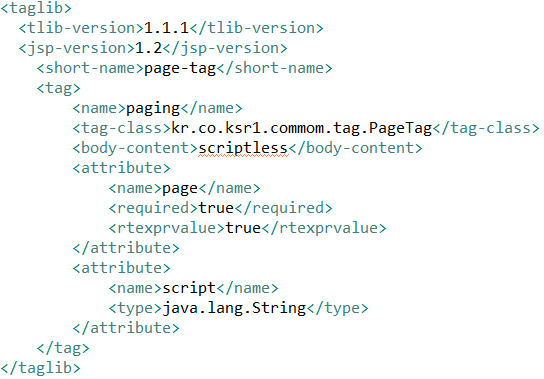 <taglib>
  <tlib-version>1.1.1</tlib-version>
  <jsp-version>1.2</jsp-version>
    <short-name>page-tag</short-name>
    <tag>
        <name>paging</name>
        <tag-class>kr.co.ksr1.commom.tag.PageTag</tag-class>
        <body-content>scriptless</body-content>
        <attribute>
            <name>page</name>
            <required>true</required>
            <rtexprvalue>true</rtexprvalue>
        </attribute>
        <attribute>
            <name>script</name>
            <type>java.lang.String</type>
        </attribute>
    </tag>
</taglib>